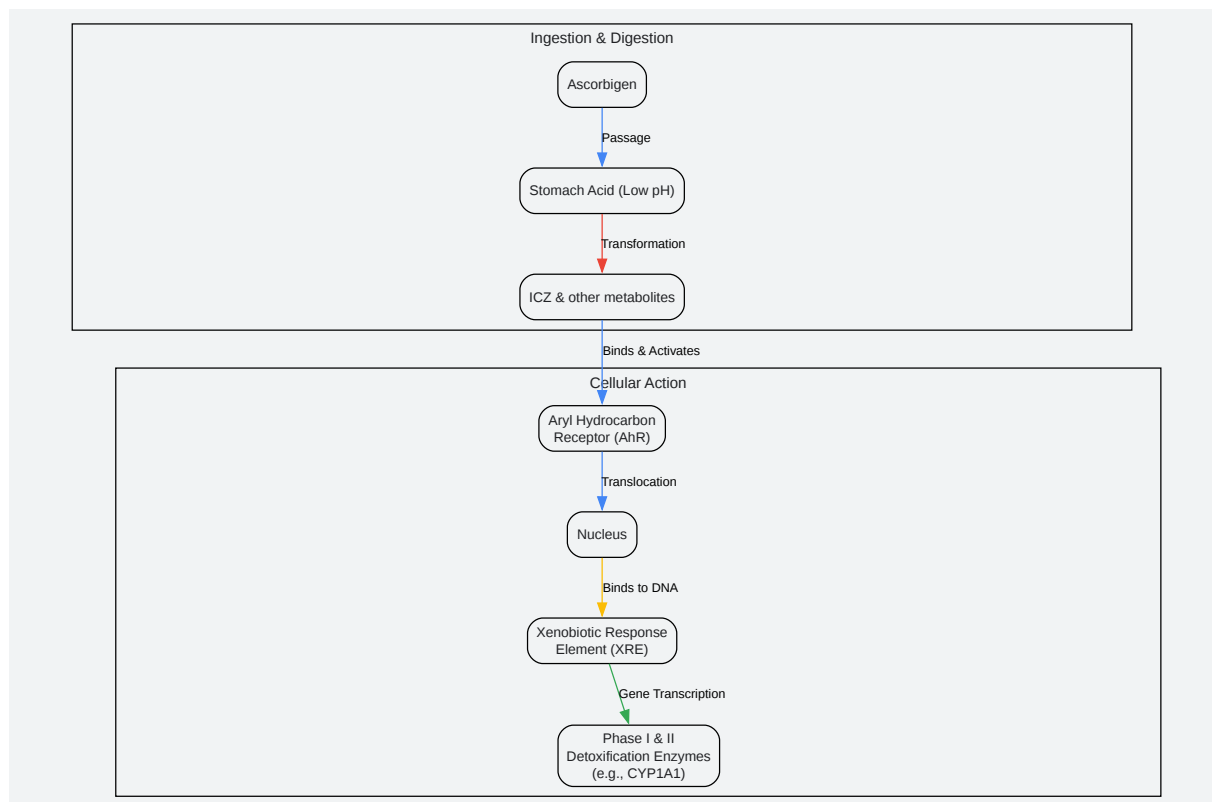 Ingestion & Digestion
Ascorbigen
Passage
Stomach Acid (Low pH)
Transformation
ICZ & other metabolites
Binds & Activates
Cellular Action
Aryl Hydrocarbon
Receptor (AhR)
Translocation
Nucleus
Binds to DNA
Xenobiotic Response
Element (XRE)
Gene Transcription
Phase I & II
Detoxification Enzymes
(e.g., CYP1A1)